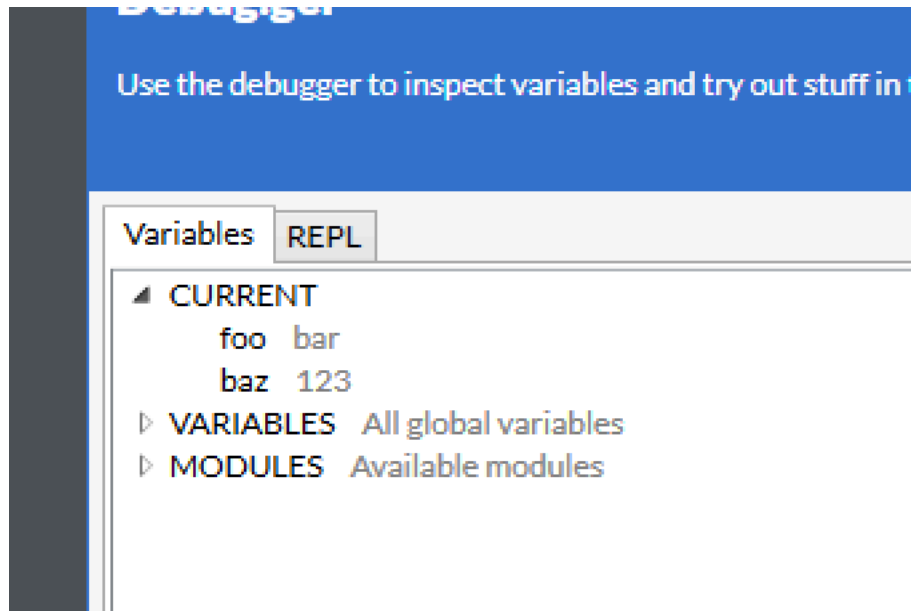 Debugger
Use the debugger to inspect variables and try out stuff in
Variables REPL
CURRENT
foo bar
baz 123
VARIABLES All global variables
MODULES Available modules